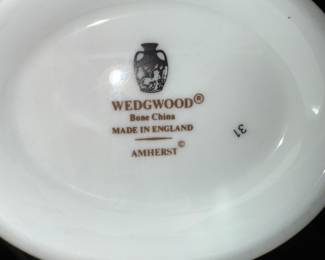 WEDGWOOD®
Bone China
MADE IN ENGLAND
AMHERST©
31